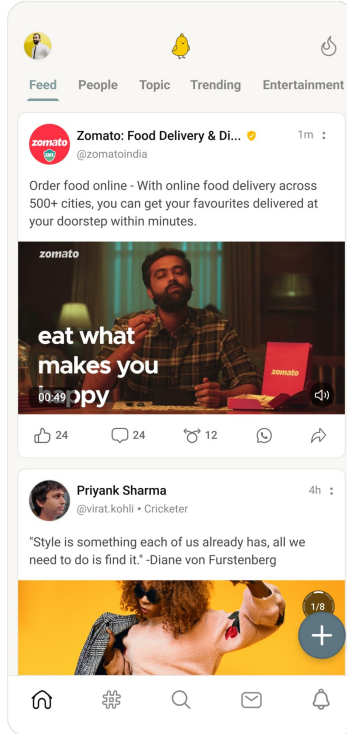 Feed People Topic Trending Entertainment
zomato
Zomato: Food Delivery & Di... 1m
@zomatoindia
Order food online - With online food delivery across
500+ cities, you can get your favourites delivered at
your doorstep within minutes.
zomato
eat what
makes you
happy
zomato
00:49
24 24 12
Priyank Sharma 4h
@virat.kohli • Cricketer
"Style is something each of us already has, all we
need to do is find it." -Diane von Furstenberg
1/8